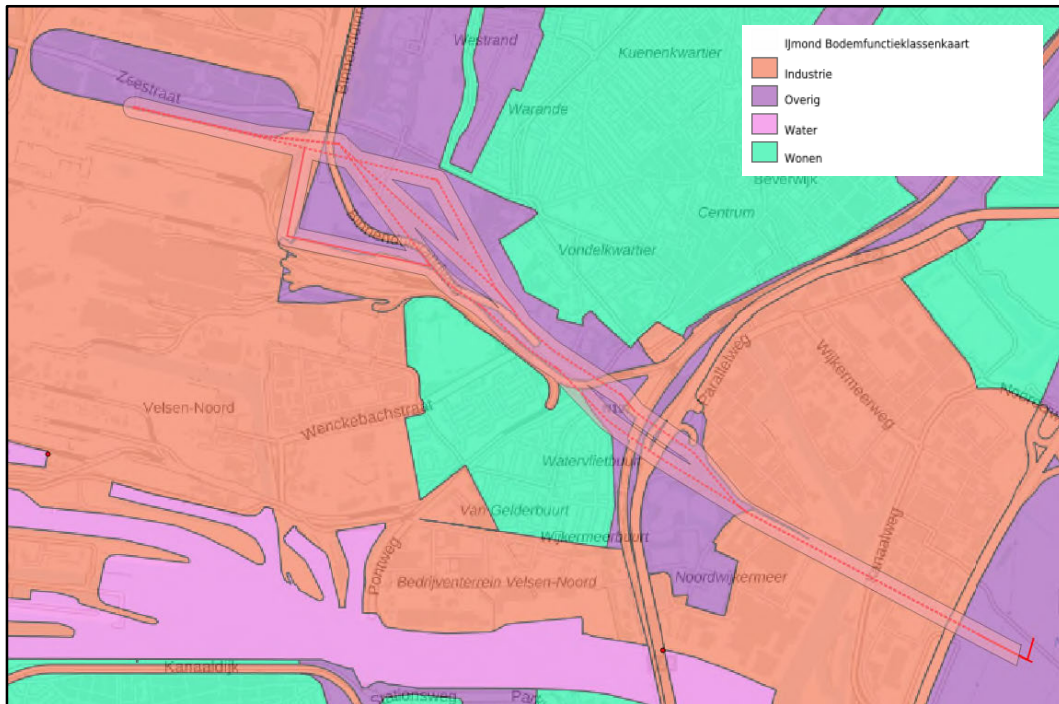 IJmond Bodemfunctieklassenkaart
Industrie
Overig
Water
Wonen
Westrand
Kuenenkwartier
Zeestraat
Warande
Beverwijk
Centrum
Vondelkwartier
Parallelweg
Wijkermeerweg
Velsen-Noord
Wenckebachstraat
Watervlietbuurt
Van Gelderbuurt
Wijkermeerbuurt
Pontweg
Bedrijventerrein Velsen-Noord
Noordwijkermeer
Kanaaldijk
Stationsweg
Park